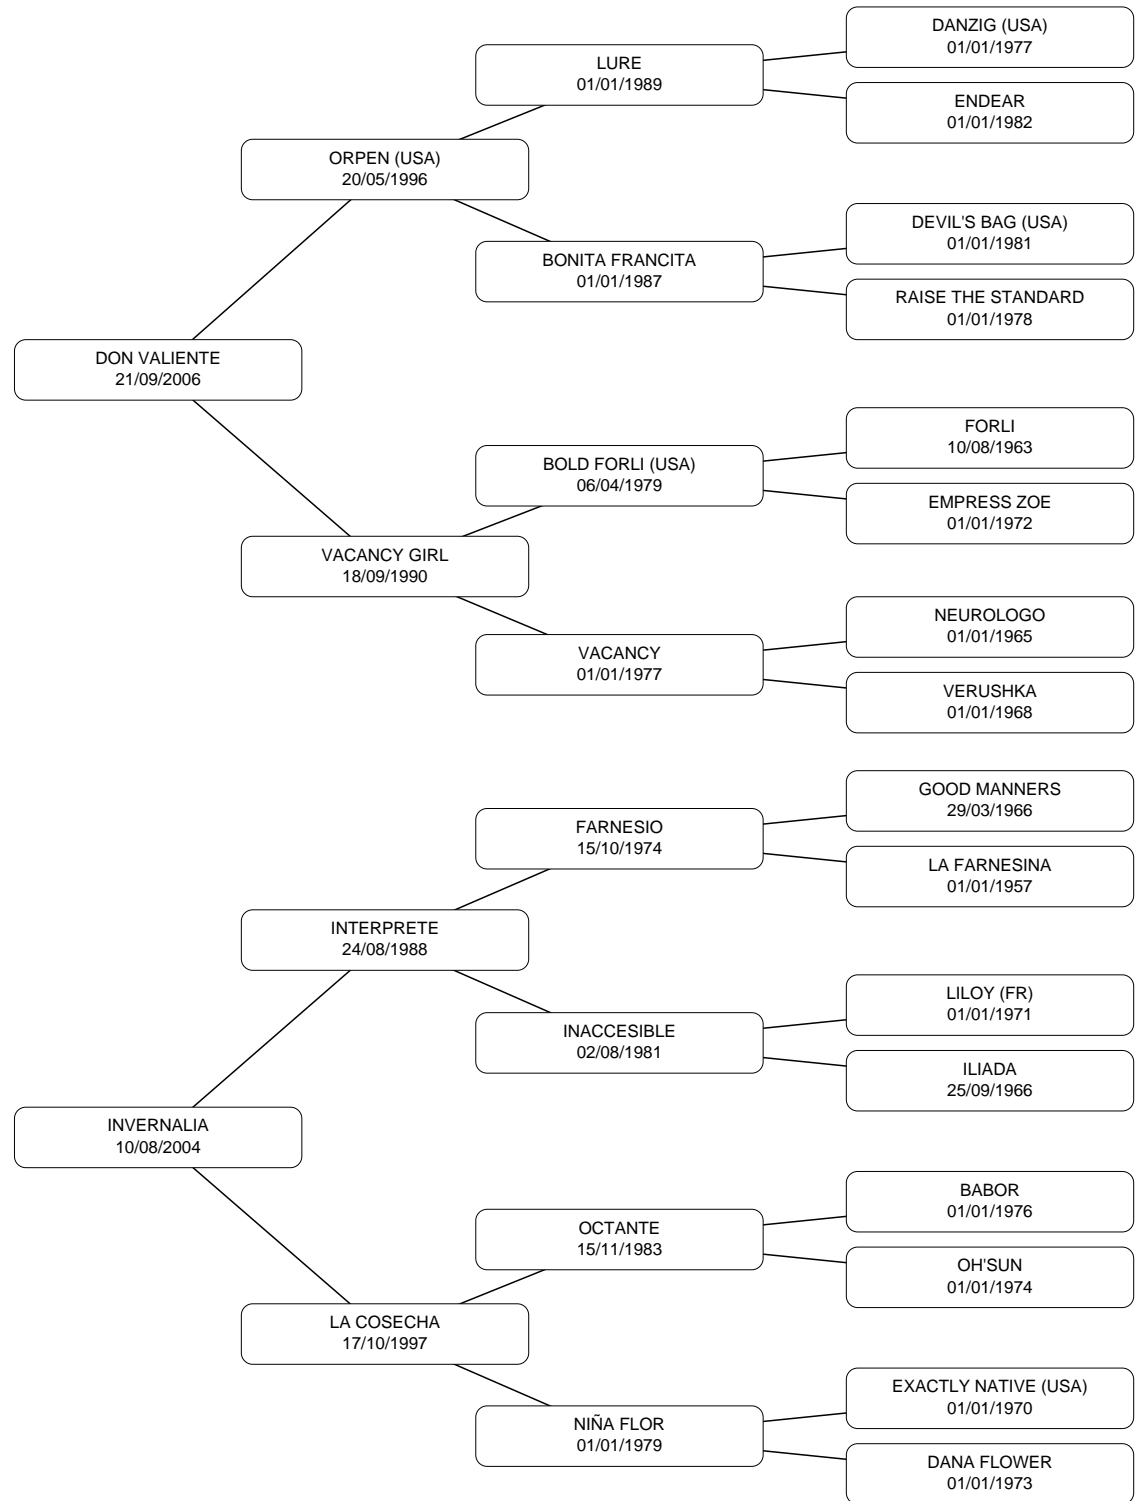 DANZIG (USA)
01/01/1977
LURE
01/01/1989
ENDEAR
01/01/1982
ORPEN (USA)
20/05/1996
DEVIL'S BAG (USA)
01/01/1981
BONITA FRANCITA
01/01/1987
RAISE THE STANDARD
01/01/1978
DON VALIENTE
21/09/2006
FORLI
10/08/1963
BOLD FORLI (USA)
06/04/1979
EMPRESS ZOE
01/01/1972
VACANCY GIRL
18/09/1990
NEUROLOGO
01/01/1965
VACANCY
01/01/1977
VERUSHKA
01/01/1968
GOOD MANNERS
29/03/1966
FARNESIO
15/10/1974
LA FARNESINA
01/01/1957
INTERPRETE
24/08/1988
LILOY (FR)
01/01/1971
INACCESIBLE
02/08/1981
ILIADA
25/09/1966
INVERNALIA
10/08/2004
BABOR
01/01/1976
OCTANTE
15/11/1983
OH'SUN
01/01/1974
LA COSECHA
17/10/1997
EXACTLY NATIVE (USA)
01/01/1970
NIÑA FLOR
01/01/1979
DANA FLOWER
01/01/1973